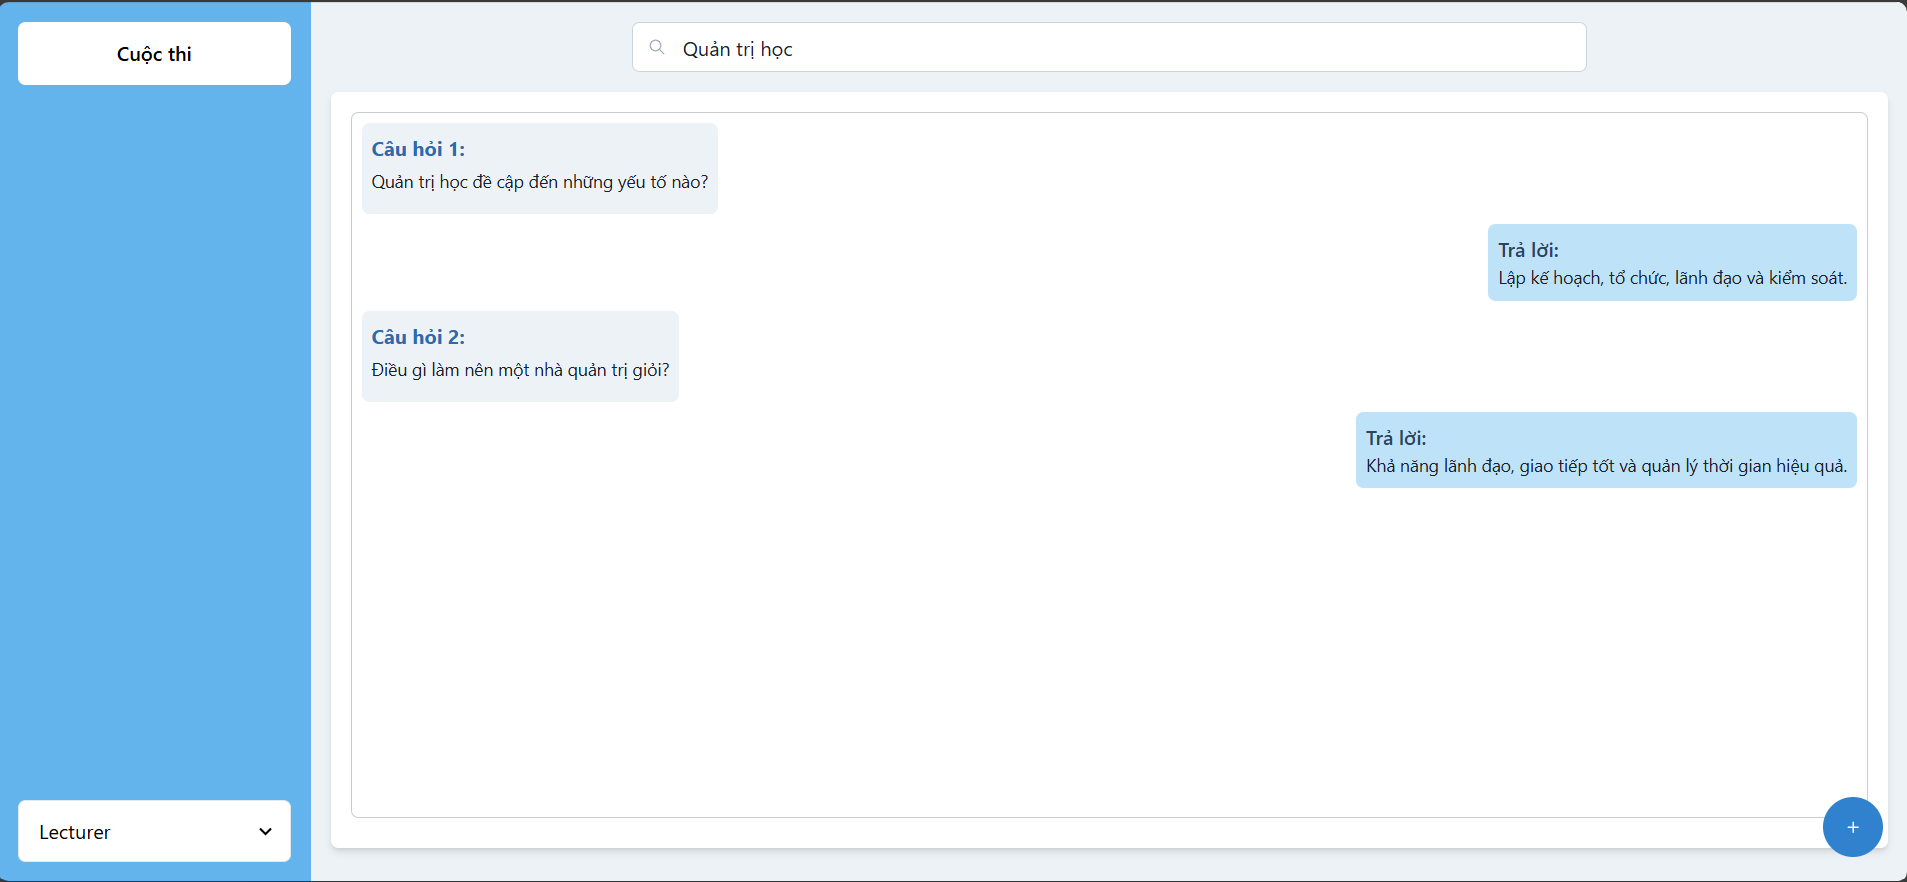 Cuộc thi
Quản trị học
Câu hỏi 1:
Quản trị học đề cập đến những yếu tố nào?
Trả lời:
Lập kế hoạch, tổ chức, lãnh đạo và kiểm soát.
Câu hỏi 2:
Điều gì làm nên một nhà quản trị giỏi?
Trả lời:
Khả năng lãnh đạo, giao tiếp tốt và quản lý thời gian hiệu quả.
Lecturer
+